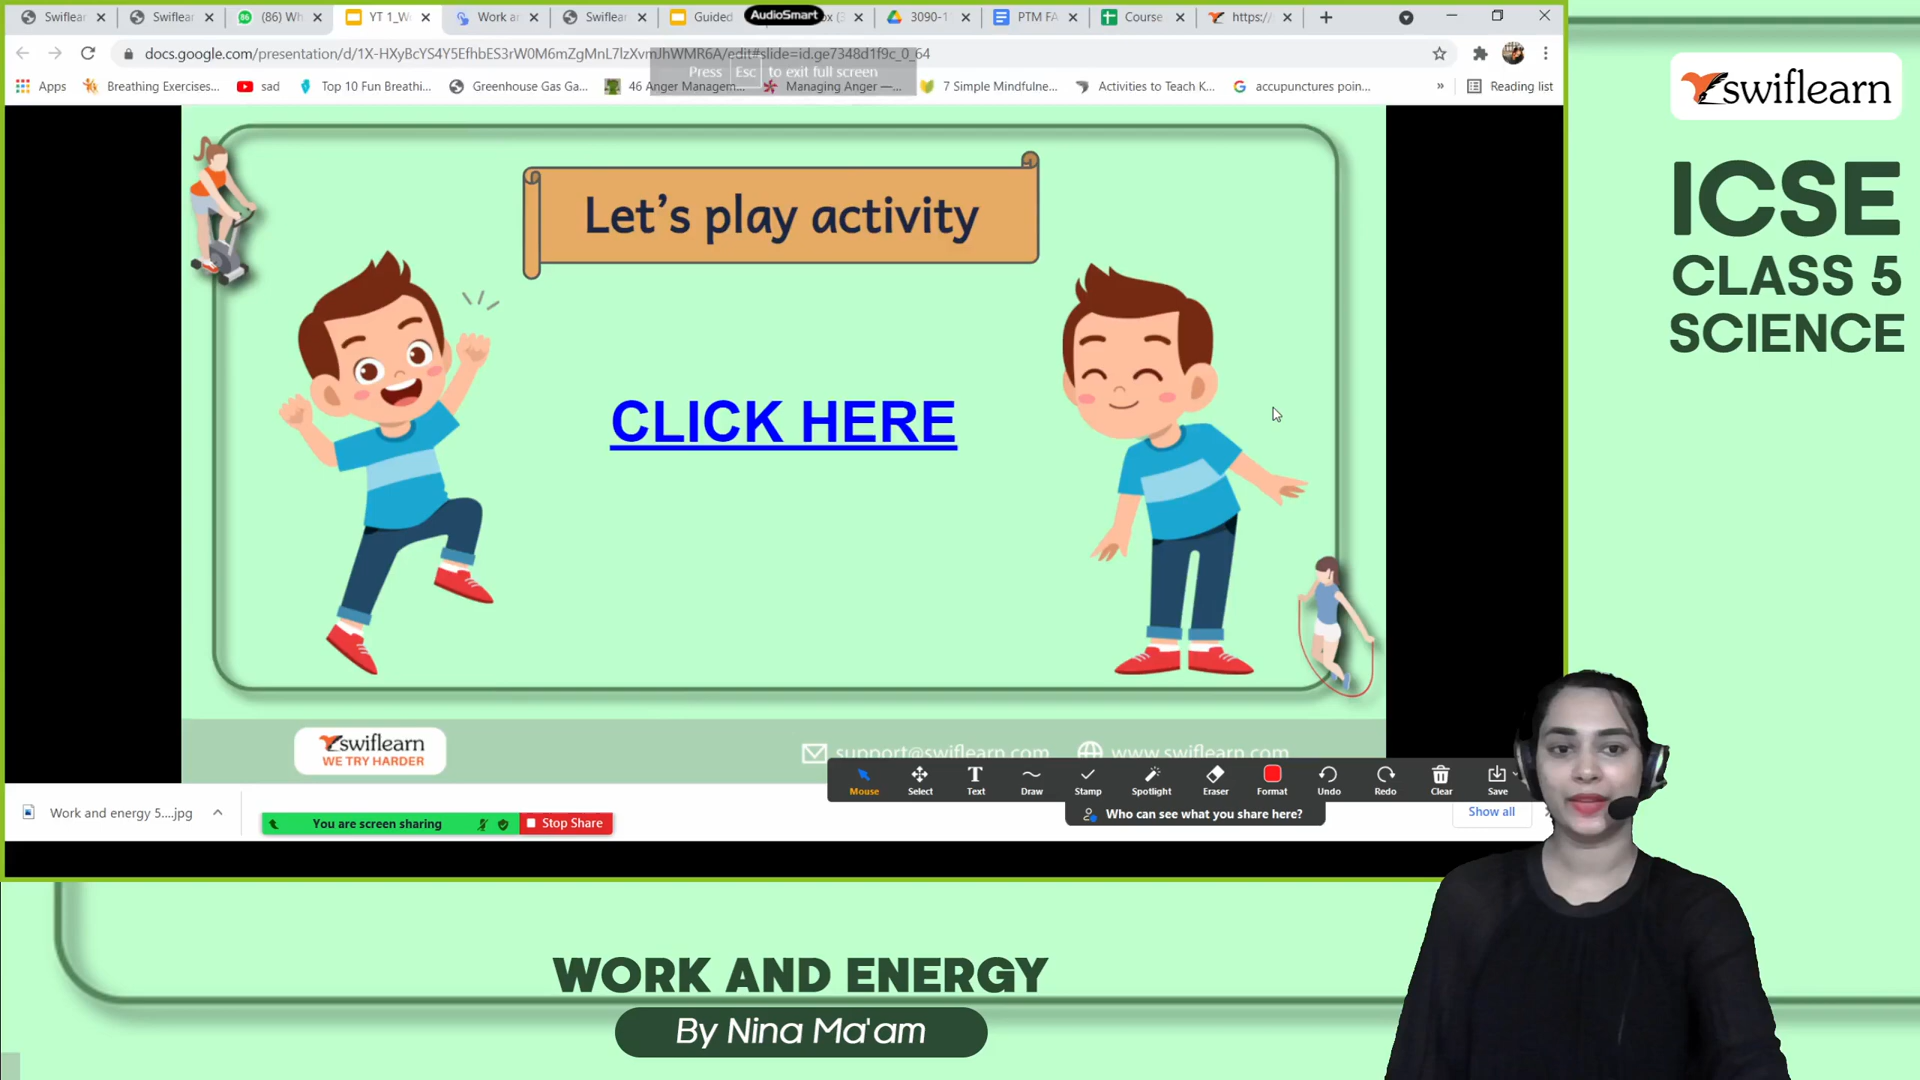 Swiflear
Swiflear
(86) Wh
YT 1_W
Work ar
Swiflear
Guided
AudioSmart
3090-1
PTM FA
Course
https:/
docs.google.com/presentation/d/1X-HXyBcYS4Y5EfhbES3rW0M6mZgMnL7lzXvmJhWMR6A/edit#slide=id.ge7348d1f9c_0_64
Press Esc to exit full screen
Apps
Breathing Exercises...
sad
Top 10 Fun Breathi...
Greenhouse Gas Ga...
46 Anger Managem...
Managing Anger —...
7 Simple Mindfulne...
Activities to Teach K...
accupunctures poin...
»
Reading list
swiflearn
ICSE
CLASS 5
SCIENCE
Let's play activity
CLICK HERE
swiflearn
WE TRY HARDER
support@swiflearn.com
www.swiflearn.com
Mouse
Select
Text
Draw
Stamp
Spotlight
Eraser
Format
Undo
Redo
Clear
Save
Who can see what you share here?
Work and energy 5....jpg
You are screen sharing
Stop Share
Show all
WORK AND ENERGY
By Nina Ma'am